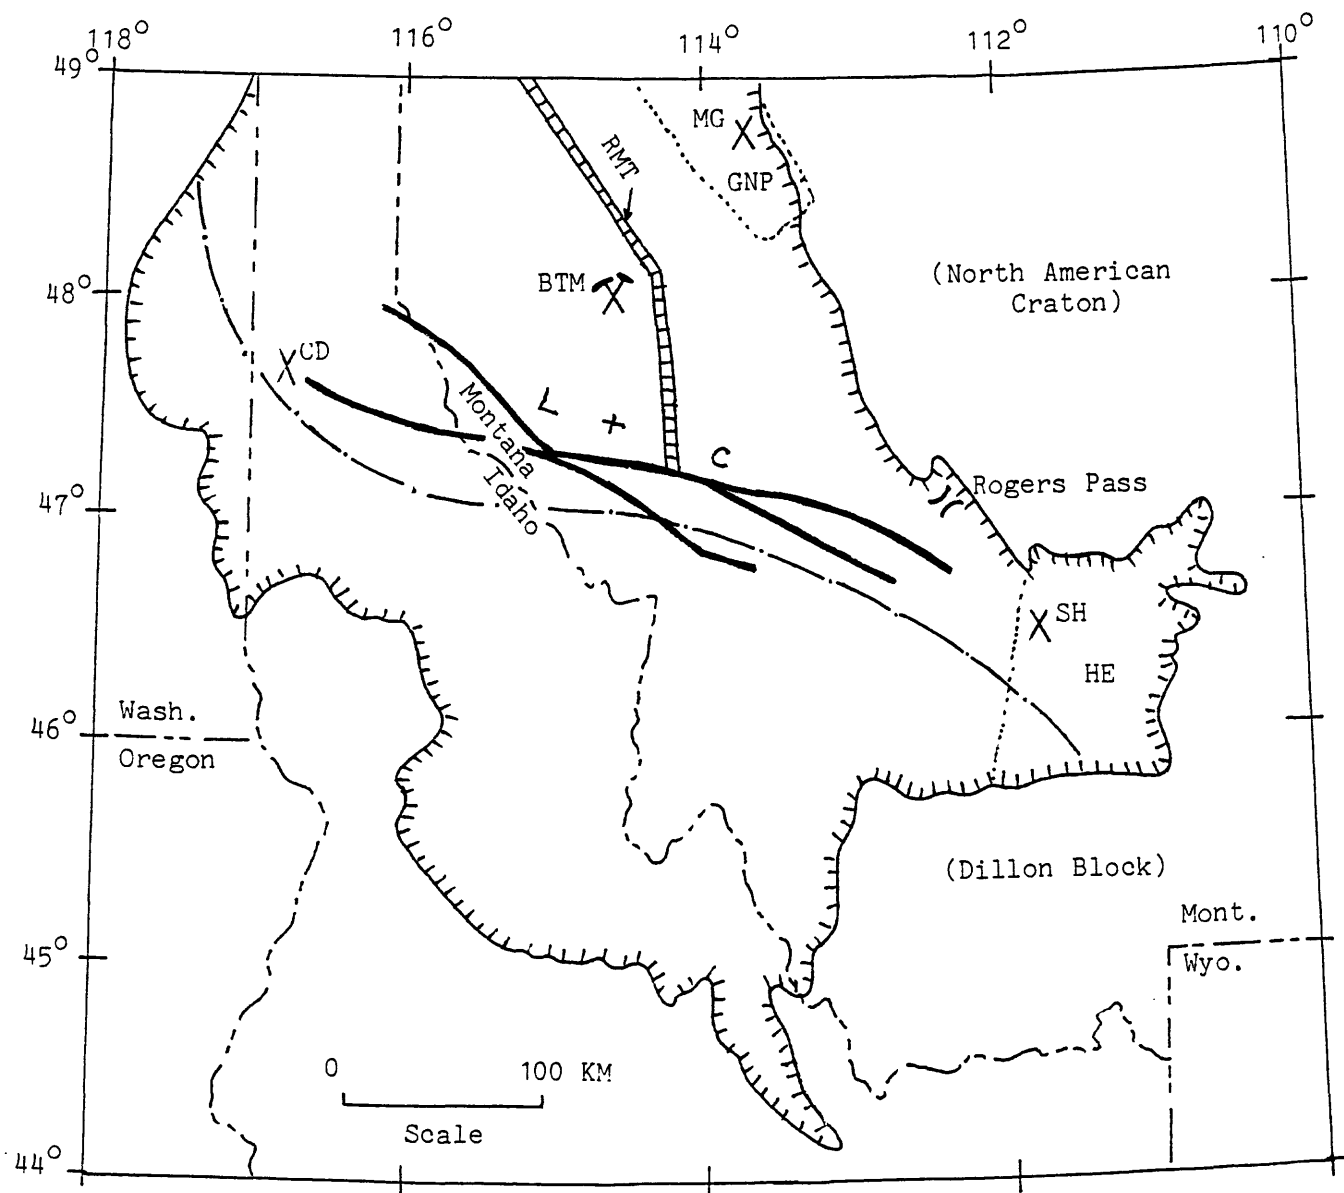 118°
116°
114°
112°
110°
49°
MG
RMT
GNP
48°
BTM
(North American
Craton)
CD
Montana
Idaho
L + C
47°
Rogers Pass
SH
HE
46°
Wash.
Oregon
(Dillon Block)
45°
Mont.
Wyo.
0 100 KM
Scale
44°